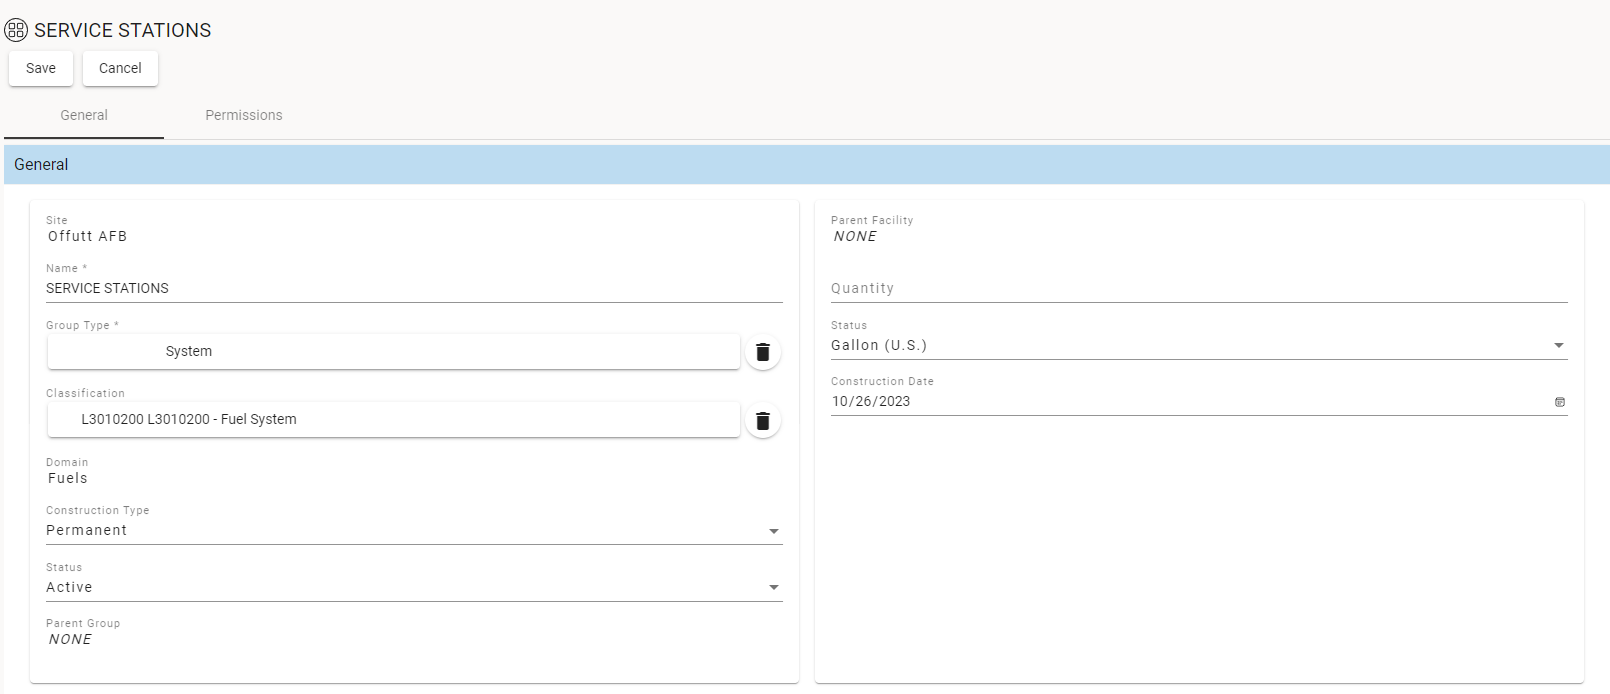 SERVICE STATIONS
Save Cancel
General Permissions
General
Site
Offutt AFB
Name *
SERVICE STATIONS
Group Type *
System
Classification
L3010200 L3010200 - Fuel System
Domain
Fuels
Construction Type
Permanent
Status
Active
Parent Group
NONE
Parent Facility
NONE
Quantity
Status
Gallon (U.S.)
Construction Date
10/26/2023